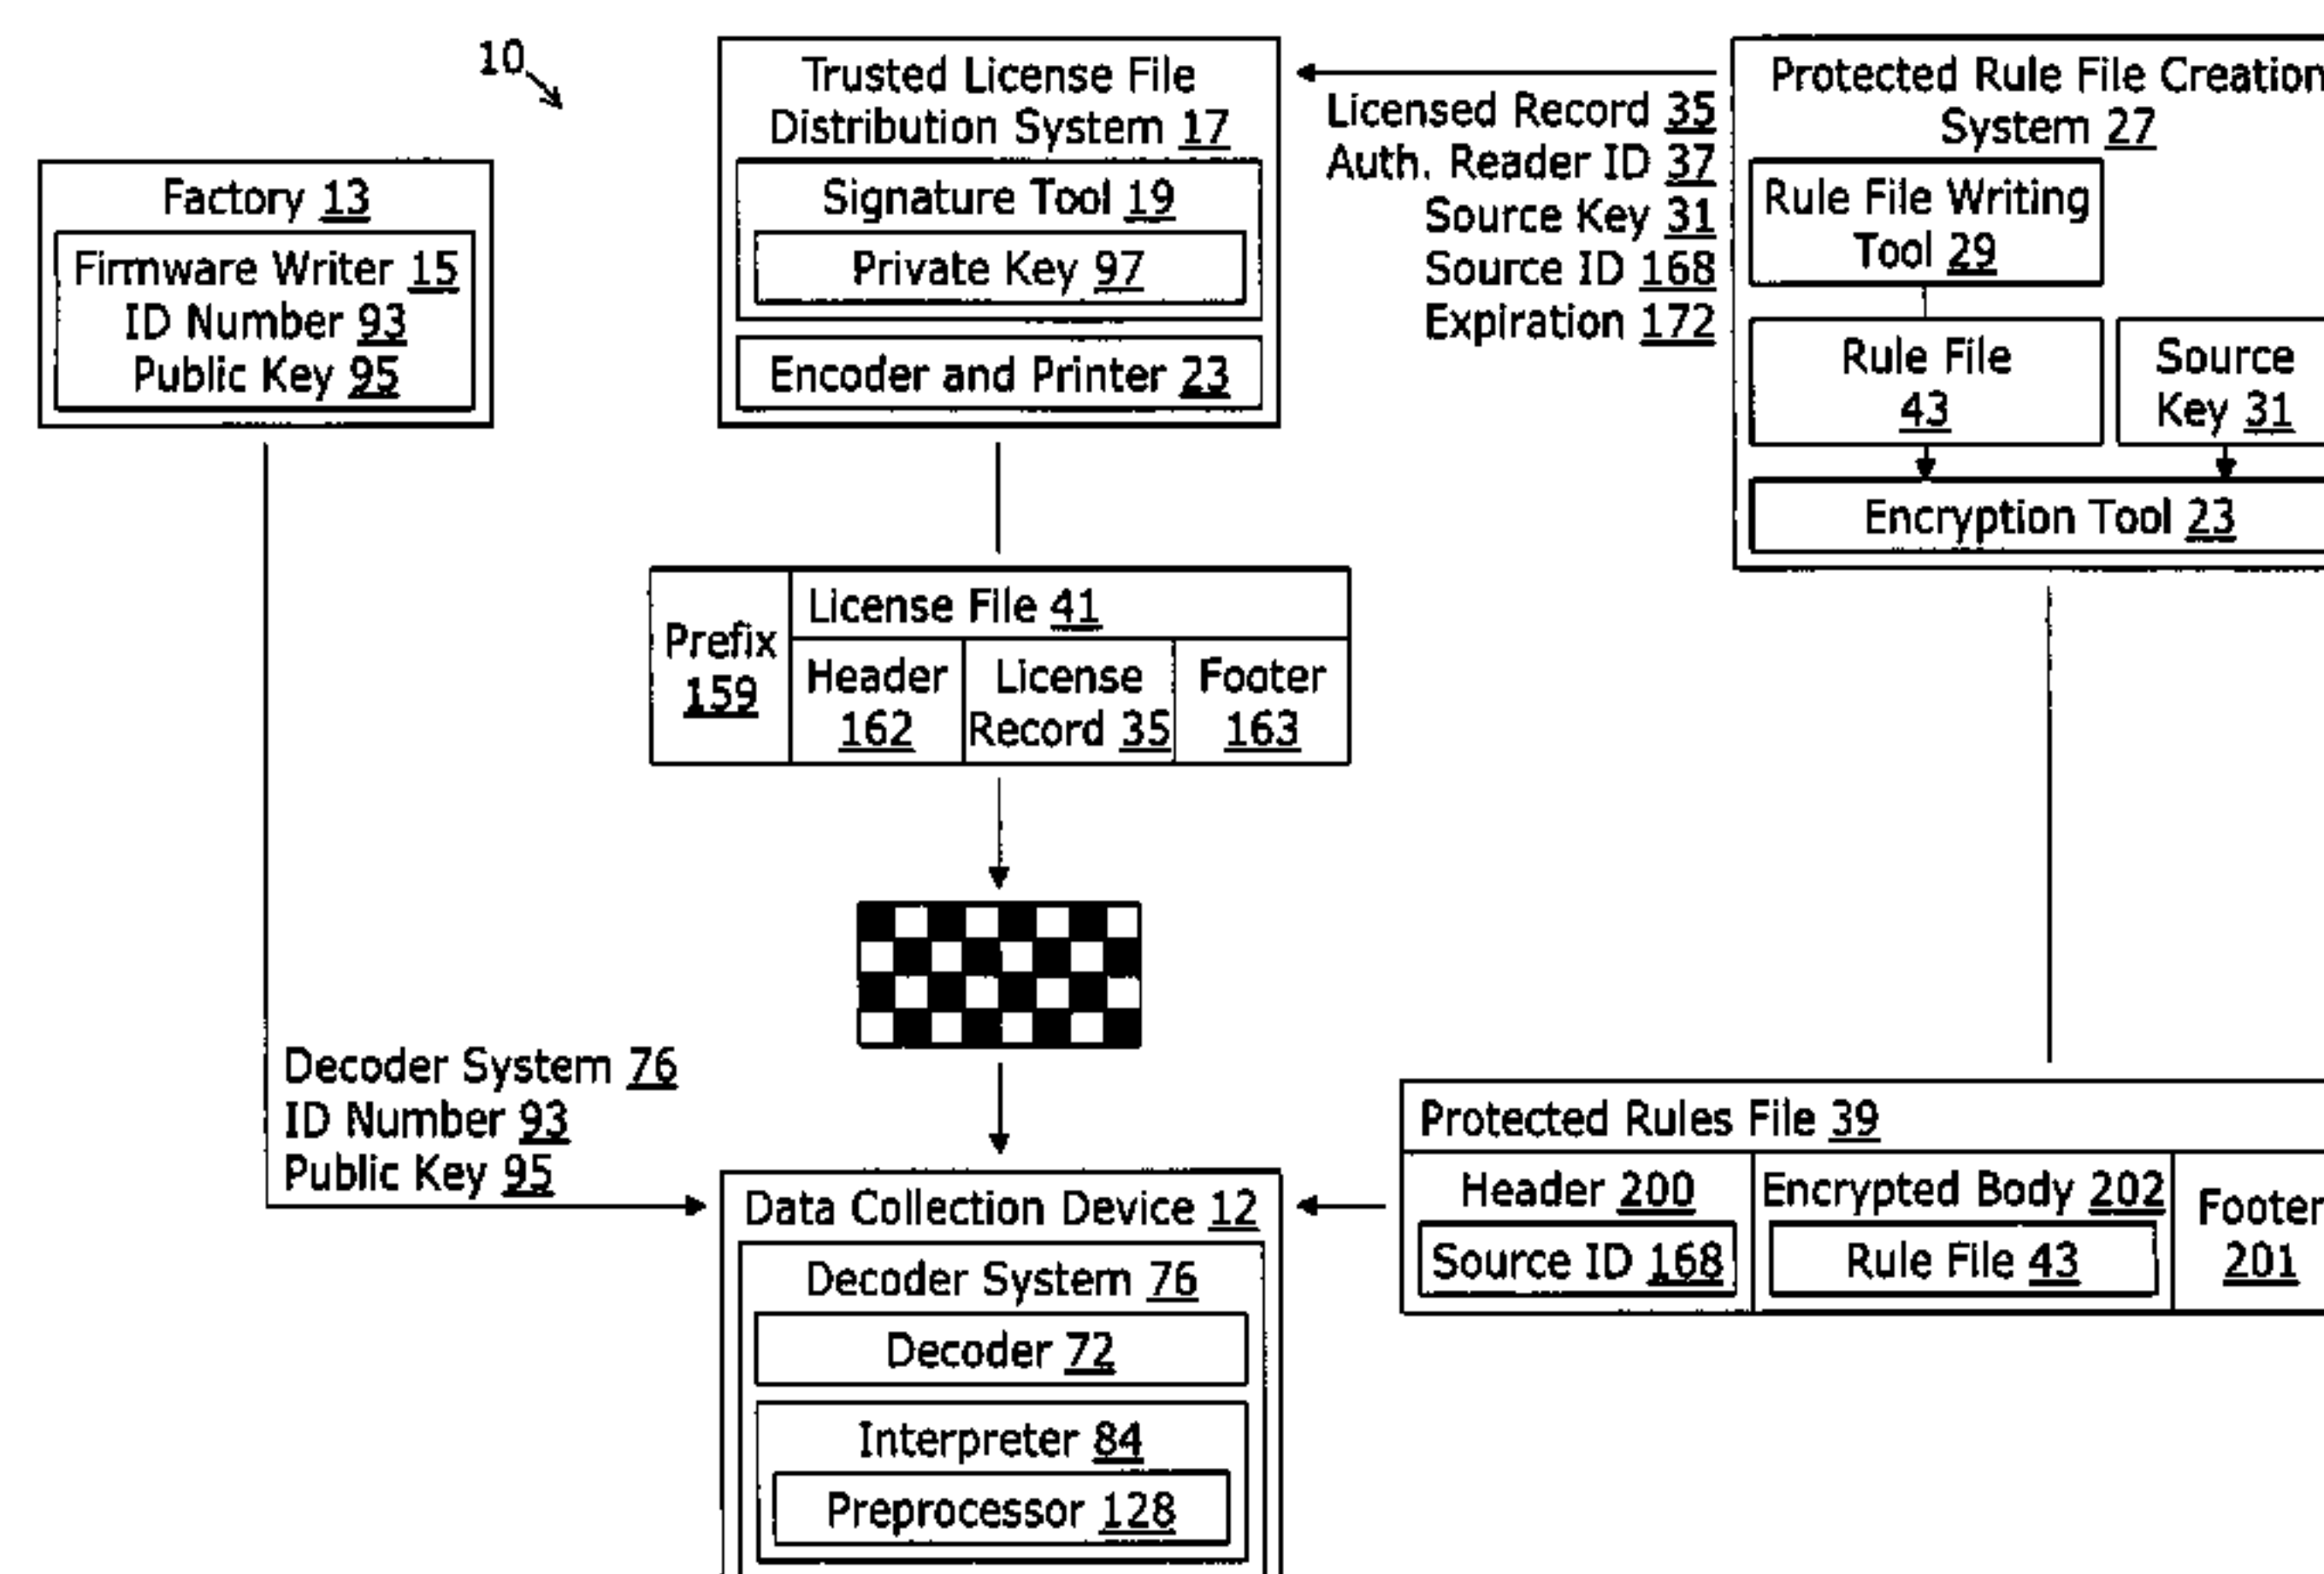 10
Factory 13
Firmware Writer 15
ID Number 93
Public Key 95
Trusted License File
Distribution System 17
Signature Tool 19
Private Key 97
Encoder and Printer 23
Licensed Record 35
Auth. Reader ID 37
Source Key 31
Source ID 168
Expiration 172
Protected Rule File Creation
System 27
Rule File Writing
Tool 29
Rule File
43
Source
Key 31
Encryption Tool 23
Prefix
159
License File 41
Header
162
License
Record 35
Footer
163
Decoder System 76
ID Number 93
Public Key 95
Protected Rules File 39
Header 200
Source ID 168
Encrypted Body 202
Rule File 43
Footer
201
Data Collection Device 12
Decoder System 76
Decoder 72
Interpreter 84
Preprocessor 128